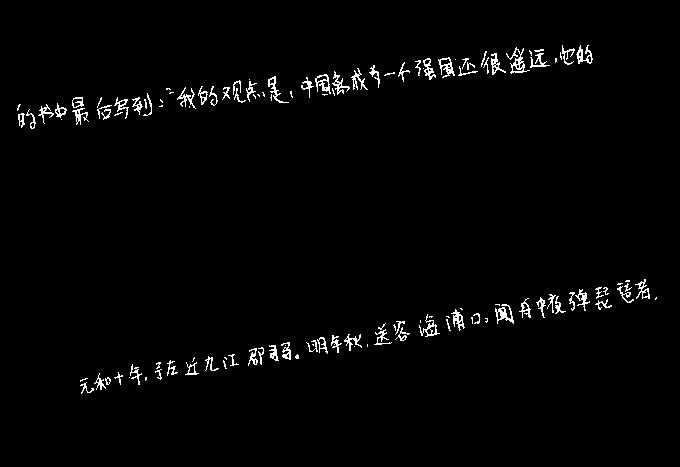 的书中最后写到："我的观点是，中国离成为一个强国还很遥远，它的
元和十年，予左迁九江郡司马。明年秋，送客湓浦口，闻舟中夜弹琵琶者，